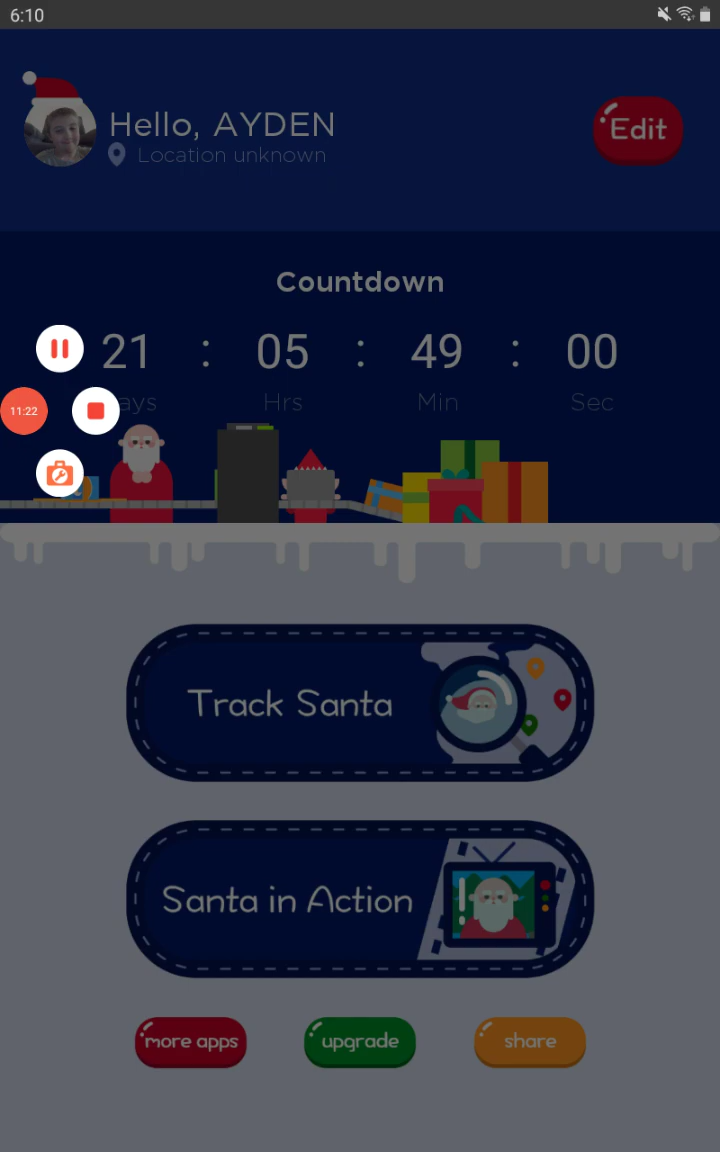 6:10
Hello, AYDEN
Location unknown
Edit
Countdown
21 : 05 : 49 : 00
ays Hrs Min Sec
11:22
Track Santa
Santa in Action
more apps
upgrade
share